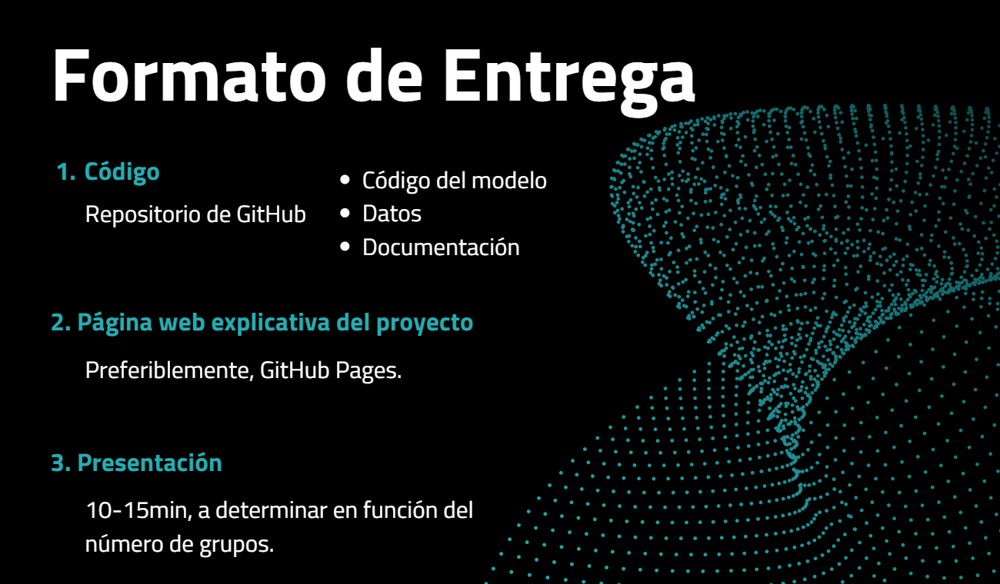 Formato de Entrega
1. Código
Repositorio de GitHub
• Código del modelo
• Datos
• Documentación
2. Página web explicativa del proyecto
Preferiblemente, GitHub Pages.
3. Presentación
10-15min, a determinar en función del
número de grupos.